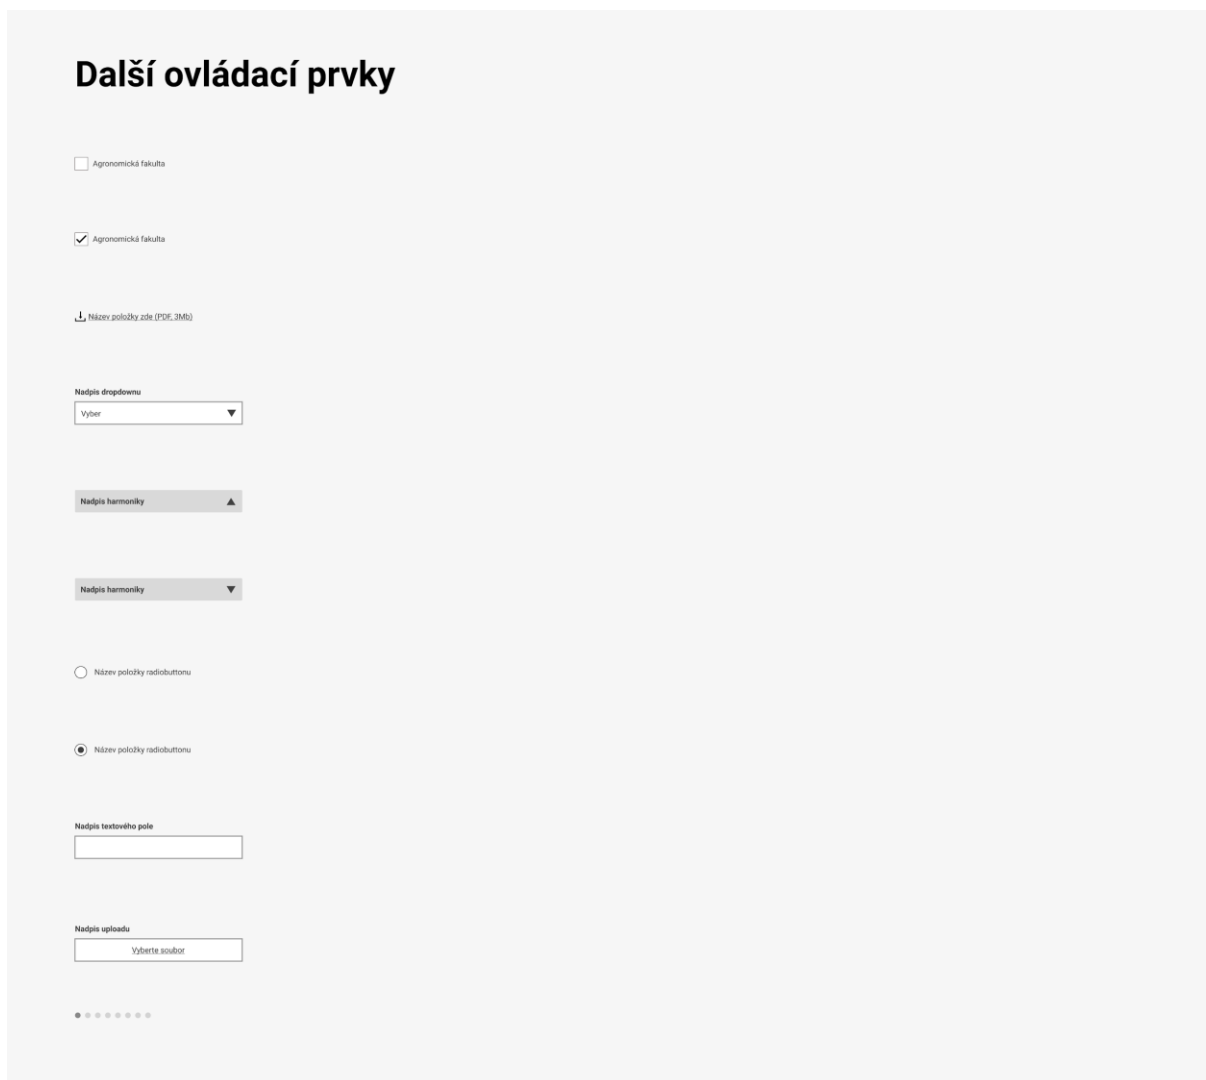 Další ovládací prvky
Agronomická fakulta
Agronomická fakulta
Název položky zde (PDF, 3Mb)
Nadpis dropdownu
Vyber
Nadpis harmoniky
Nadpis harmoniky
Název položky radiobuttonu
Název položky radiobuttonu
Nadpis textového pole
Nadpis uploadu
Vyberte soubor